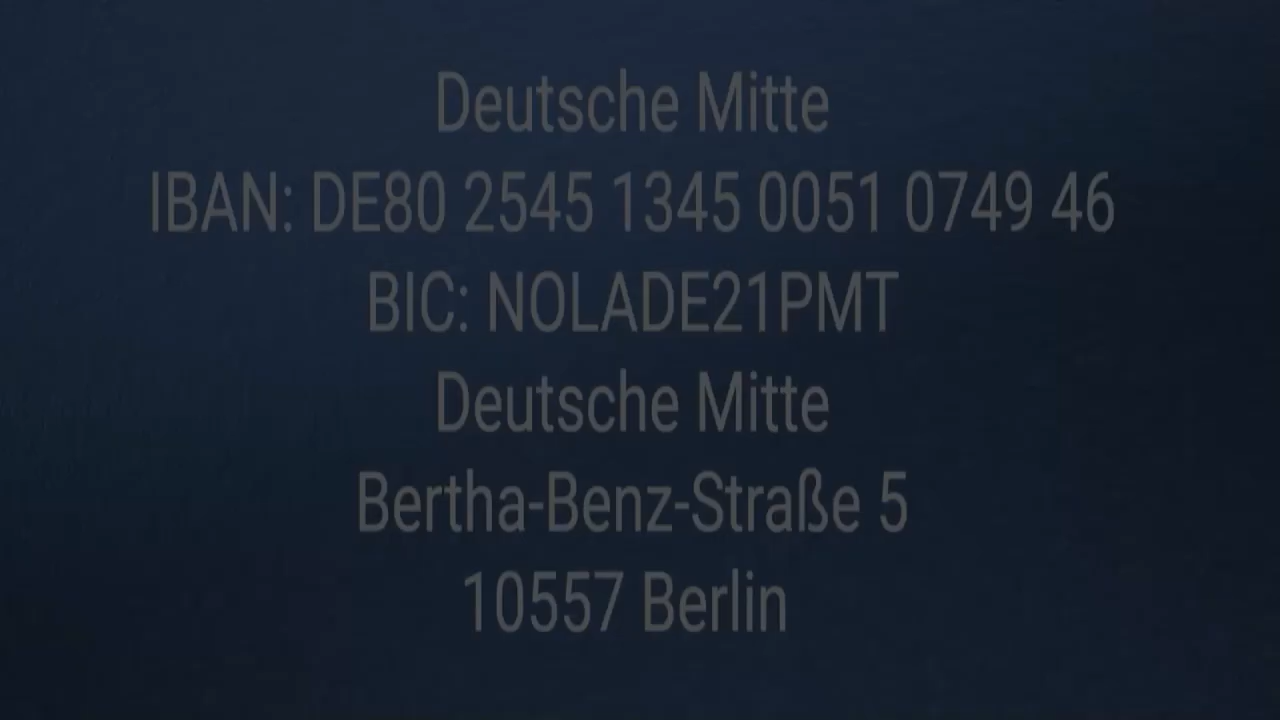 Deutsche Mitte
IBAN: DE80 2545 1345 0051 0749 46
BIC: NOLADE21PMT
Deutsche Mitte
Bertha-Benz-Straße 5
10557 Berlin